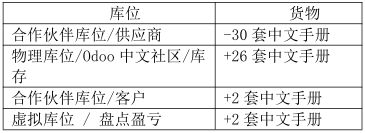 库位 货物
合作伙伴库位/供应商 -30 套中文手册
物理库位/Odoo 中文社区/库 +26 套中文手册
存
合作伙伴库位/客户 +2 套中文手册
虚拟库位 / 盘点盈亏 +2 套中文手册